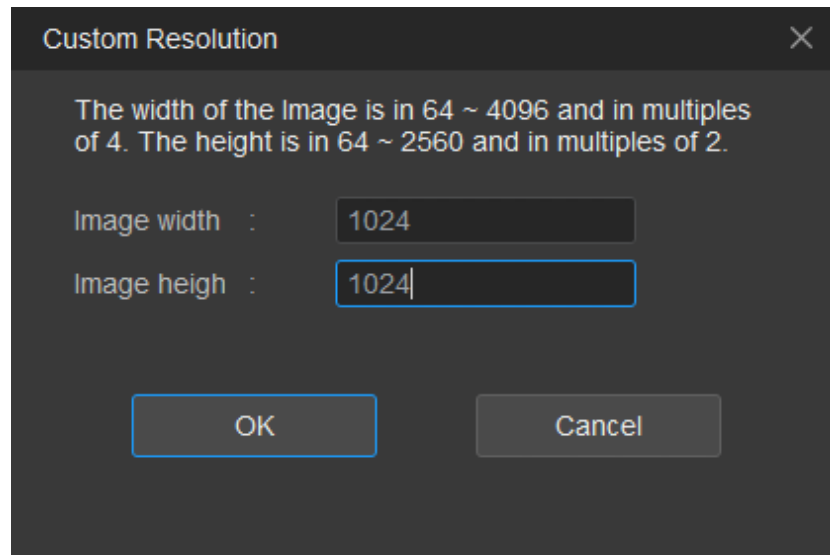 Custom Resolution
The width of the Image is in 64 ~ 4096 and in multiples
of 4. The height is in 64 ~ 2560 and in multiples of 2.
Image width : 1024
Image heigh : 1024
OK Cancel